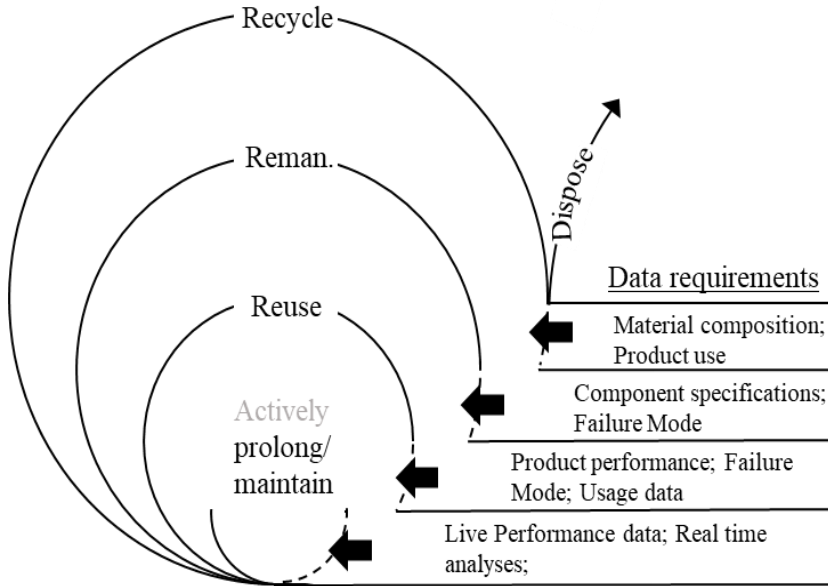 Recycle
Reman.
Dispose
Data requirements
Reuse
Material composition;
Product use
Component specifications;
Failure Mode
Actively
prolong/
maintain
Product performance; Failure
Mode; Usage data
Live Performance data; Real time
analyses;